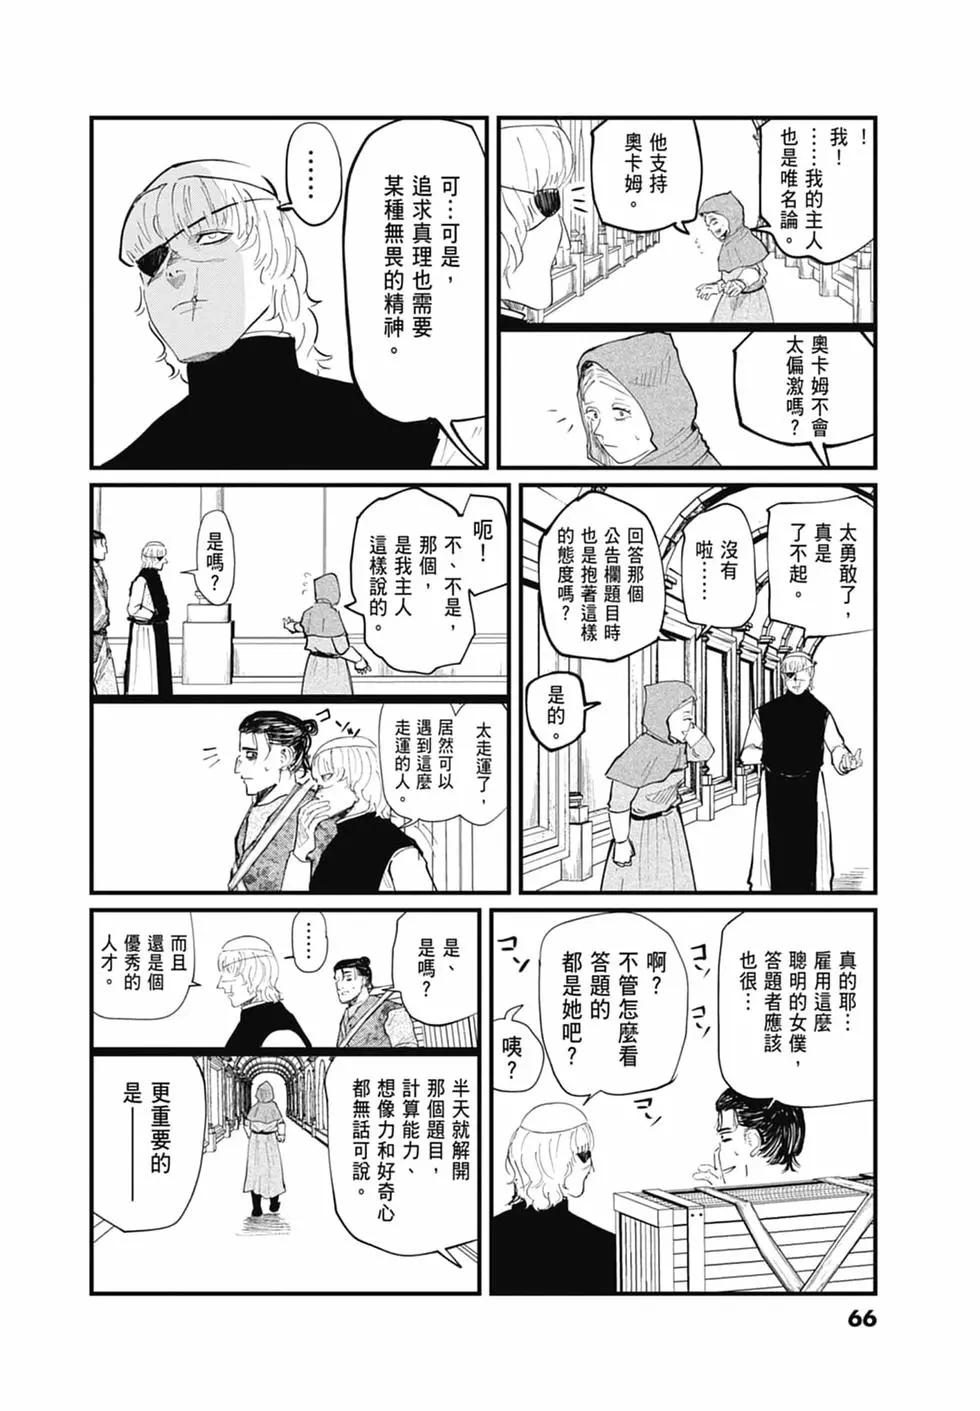 ！
我！
……我的主人
也是唯名論。
他支持
奧卡姆。
奧卡姆不會
太偏激嗎？
可…可是，
追求真理也需要
某種無畏的精神。
……
太勇敢了，
真是
了不起。
沒有
啦……
回答那個
公告欄題目時
也是抱著這樣
的態度嗎？
是的。
呃！
不、不是，
那個，
是我主人
這樣說的。
是嗎？
太走運了，
居然可以
遇到這麼
走運的人。
真的耶…
雇用這麼
聰明的女僕，
答題者應該
也很…
啊？
不管怎麼看
答題的
都是她吧？
咦？
コソ
コソ
コソ
コソ
是、
是嗎？
……
而且
還是個
優秀的
人才。
半天就解開
那個題目，
計算能力、
想像力和好奇心
都無話可說。
更重要的
是——
66